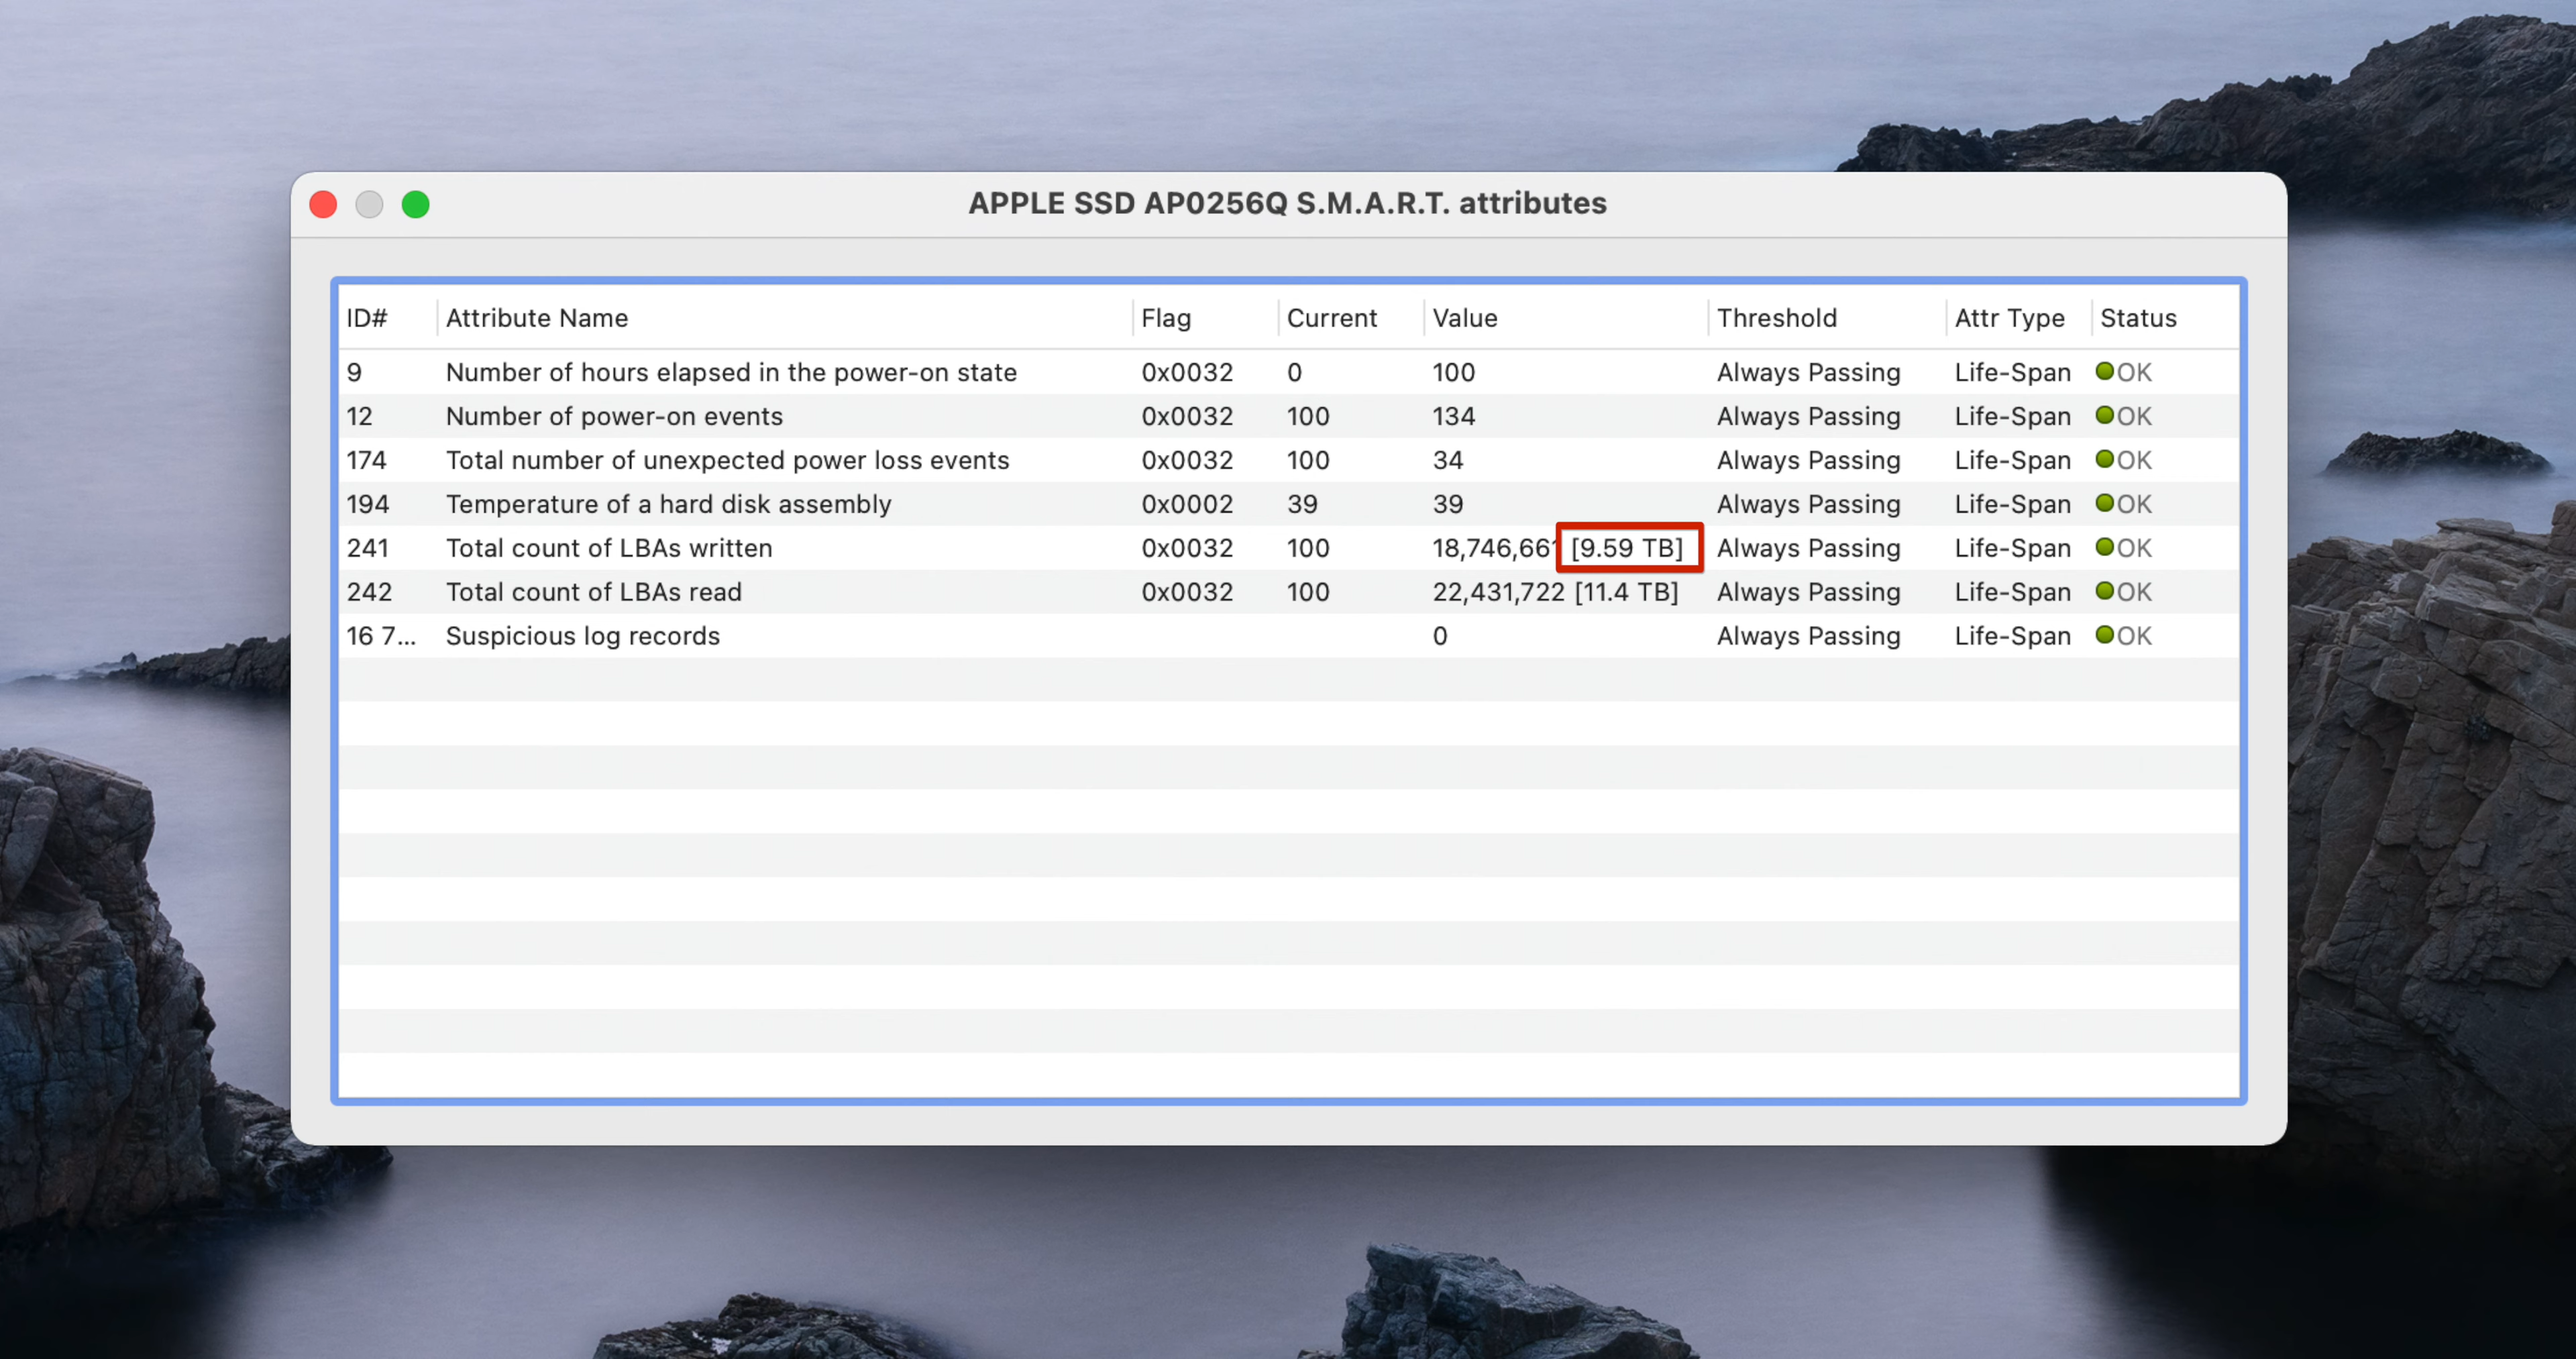 APPLE SSD AP0256Q S.M.A.R.T. attributes
ID# Attribute Name Flag Current Value Threshold Attr Type Status
9 Number of hours elapsed in the power-on state 0x0032 0 100 Always Passing Life-Span OK
12 Number of power-on events 0x0032 100 134 Always Passing Life-Span OK
174 Total number of unexpected power loss events 0x0032 100 34 Always Passing Life-Span OK
194 Temperature of a hard disk assembly 0x0002 39 39 Always Passing Life-Span OK
241 Total count of LBAs written 0x0032 100 18,746,661 [9.59 TB] Always Passing Life-Span OK
242 Total count of LBAs read 0x0032 100 22,431,722 [11.4 TB] Always Passing Life-Span OK
16 7... Suspicious log records 0 Always Passing Life-Span OK